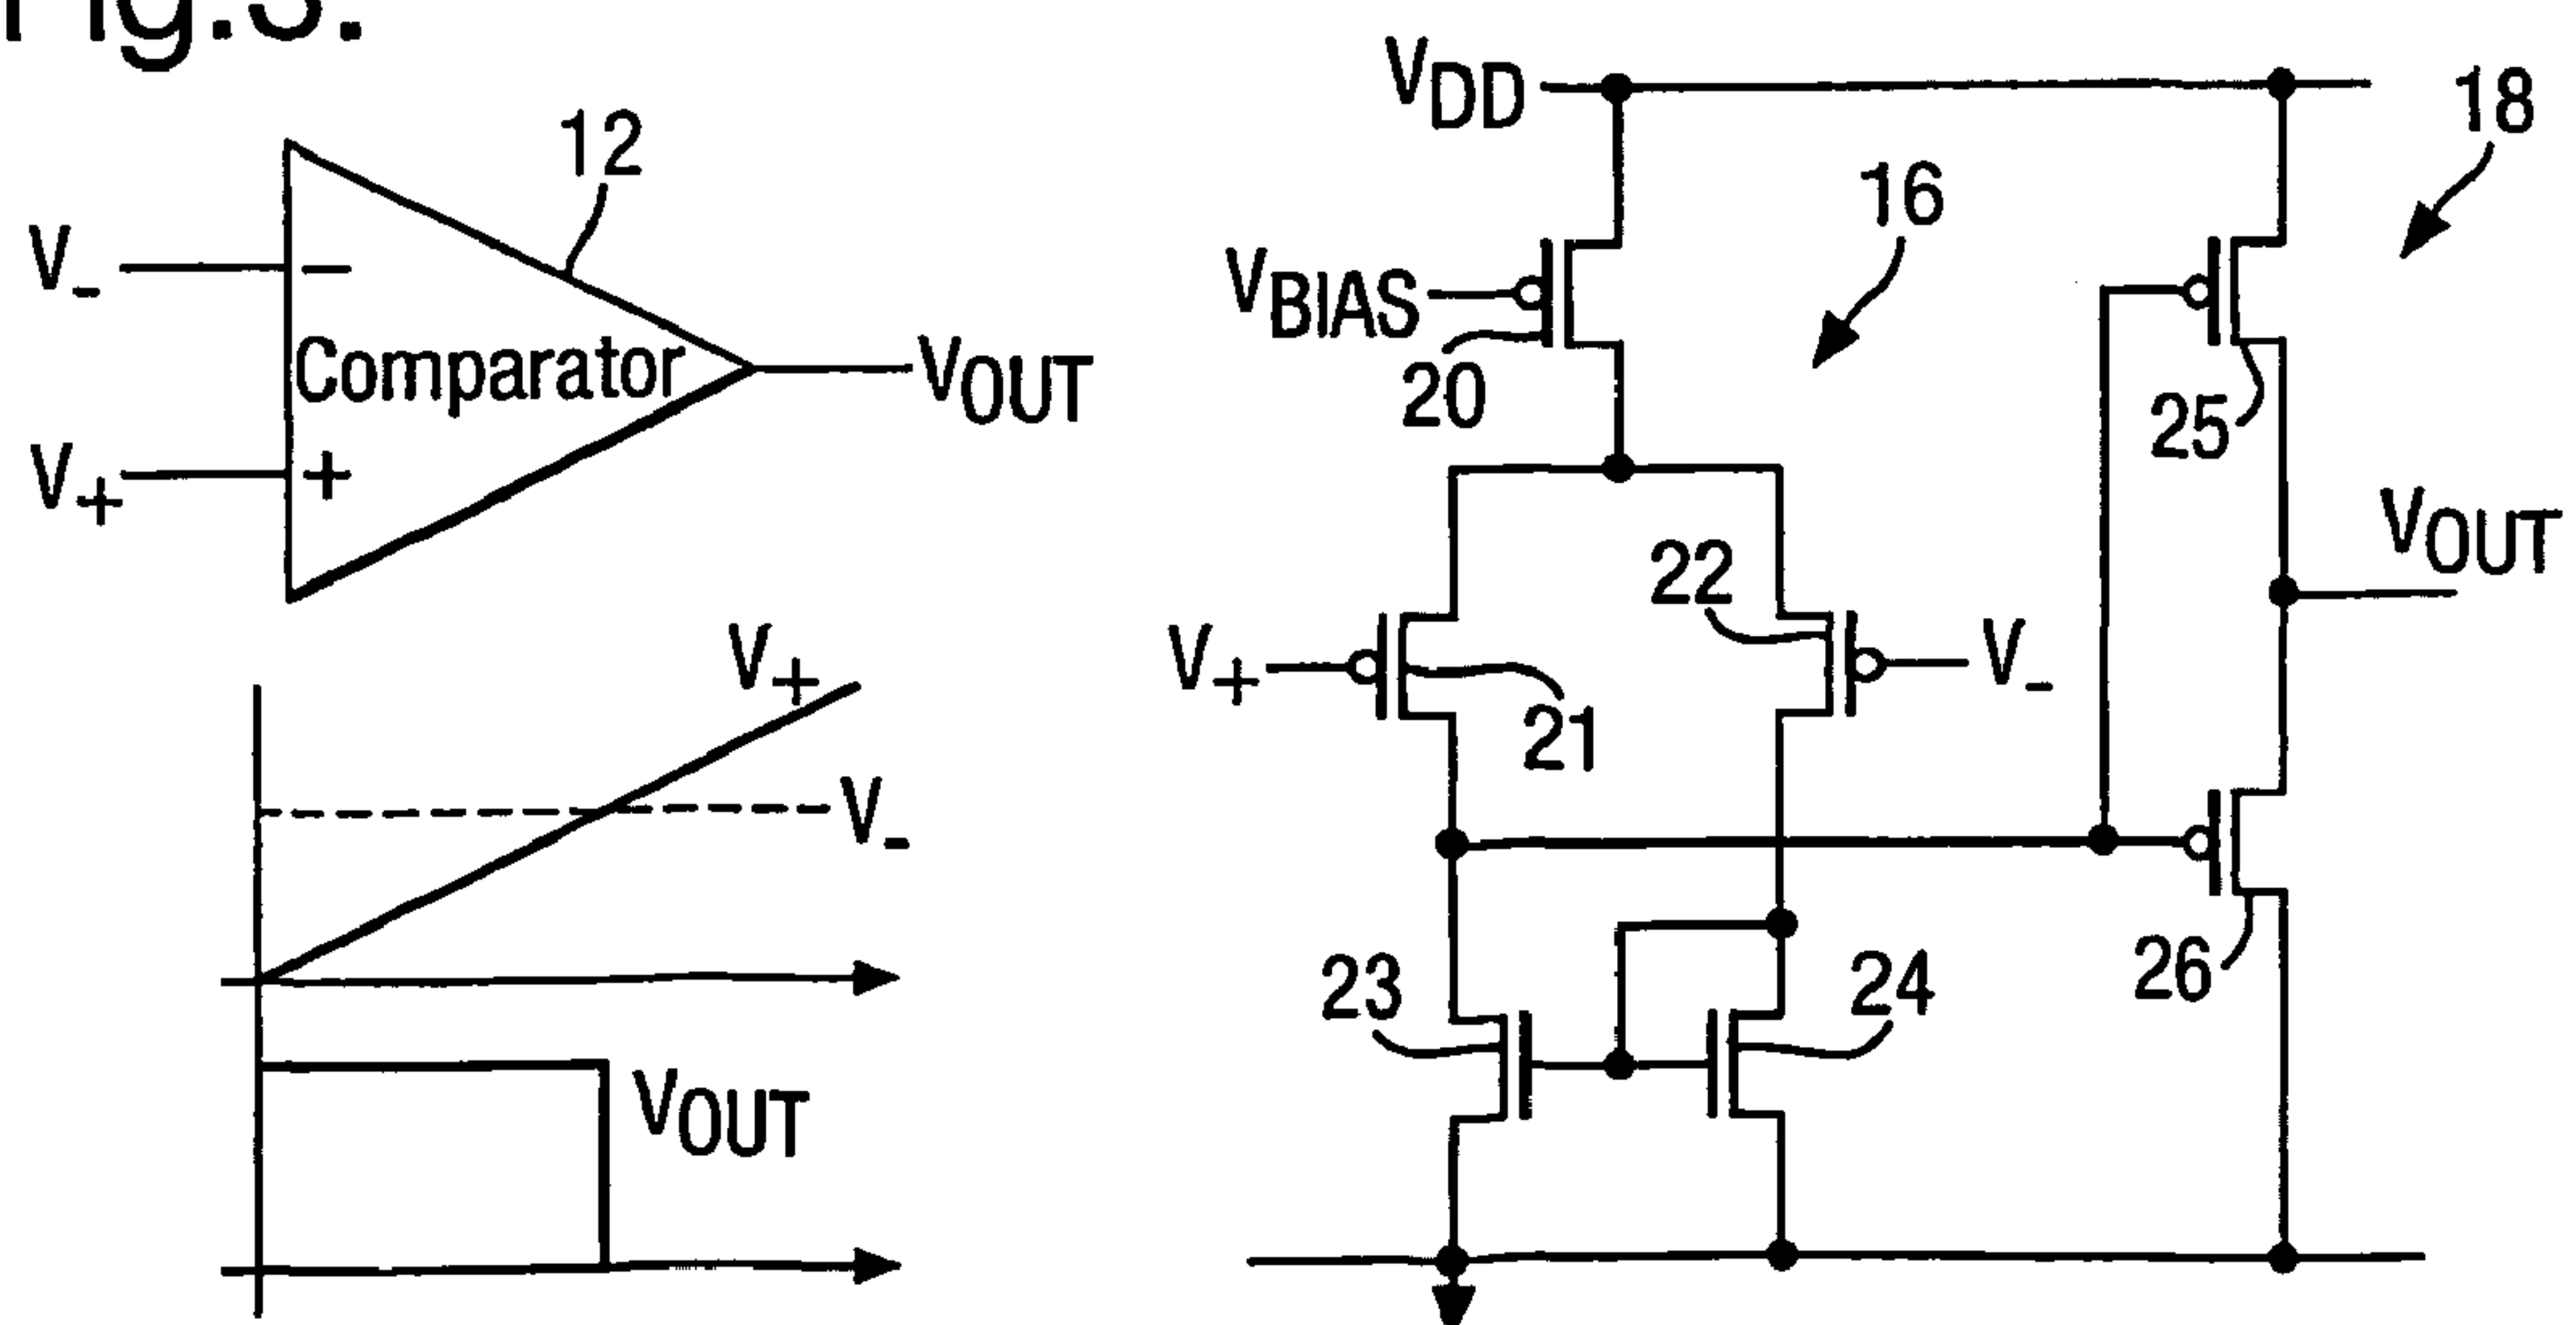 Fig.3.
12
V-
−
Comparator
VOUT
V+
+
V+
V-
VOUT
VDD
18
16
VBIAS
20
25
VOUT
22
V+
V-
21
23
24
26